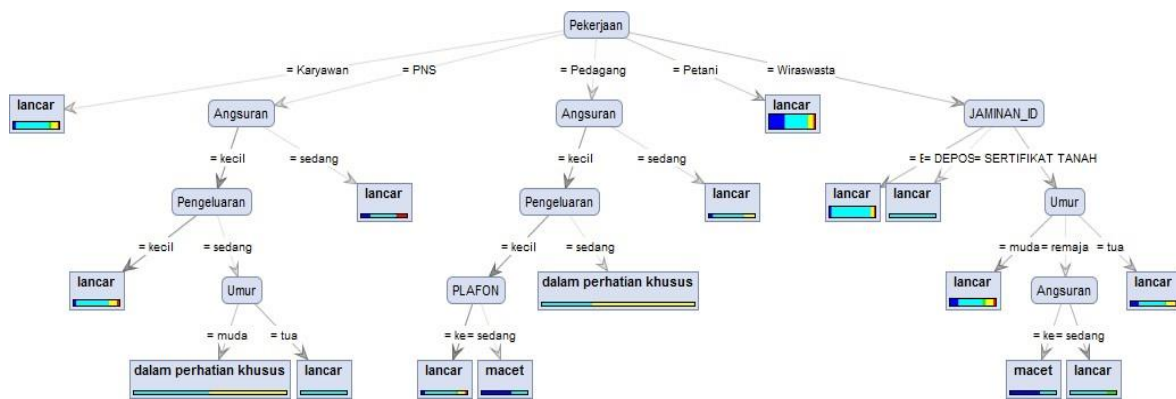 Pekerjaan
= Karyawan = PNS = Pedagang = Petani = Wiraswasta
lancar Angsuran Angsuran lancar JAMINAN_ID
= kecil = sedang = kecil = sedang = E= DEPOS= SERTIFIKAT TANAH
Pengeluaran lancar Pengeluaran lancar lancar lancar Umur
= kecil = sedang = kecil = sedang = muda= remaja = tua
lancar Umur PLAFON dalam perhatian khusus lancar Angsuran lancar
= muda = tua = ke= sedang = ke= sedang
dalam perhatian khusus lancar lancar macet macet lancar